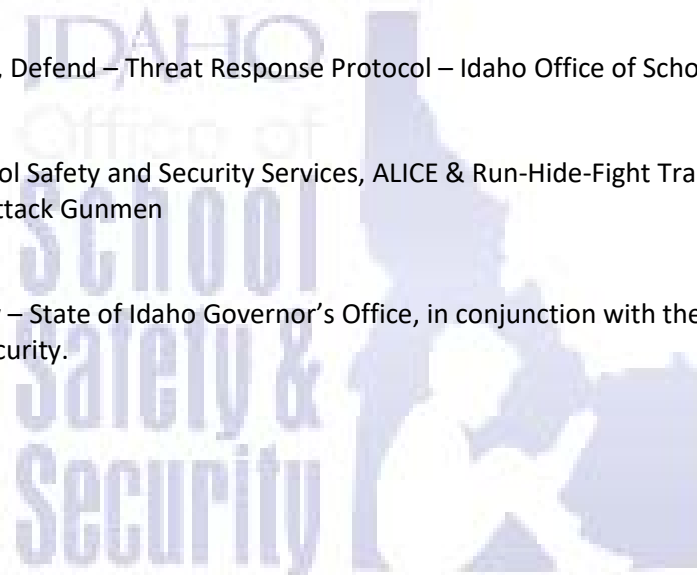 IDAHO
, Defend – Threat Response Protocol – Idaho Office of Scho
Office of
ol Safety and Security Services, ALICE & Run-Hide-Fight Tra
ttack Gunmen
School
– State of Idaho Governor's Office, in conjunction with the
curity.
Safety &
Security